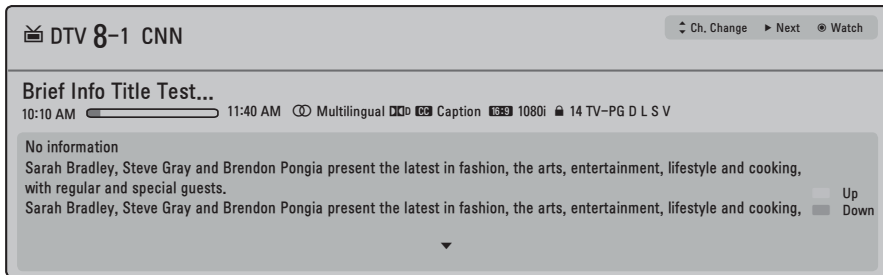 DTV 8-1 CNN
Ch. Change Next Watch
Brief Info Title Test...
10:10 AM 11:40 AM Multilingual DD D CC Caption 16:9 1080i 14 TV-PG D L S V
No information
Sarah Bradley, Steve Gray and Brendon Pongia present the latest in fashion, the arts, entertainment, lifestyle and cooking,
with regular and special guests.
Sarah Bradley, Steve Gray and Brendon Pongia present the latest in fashion, the arts, entertainment, lifestyle and cooking,
Up
Down